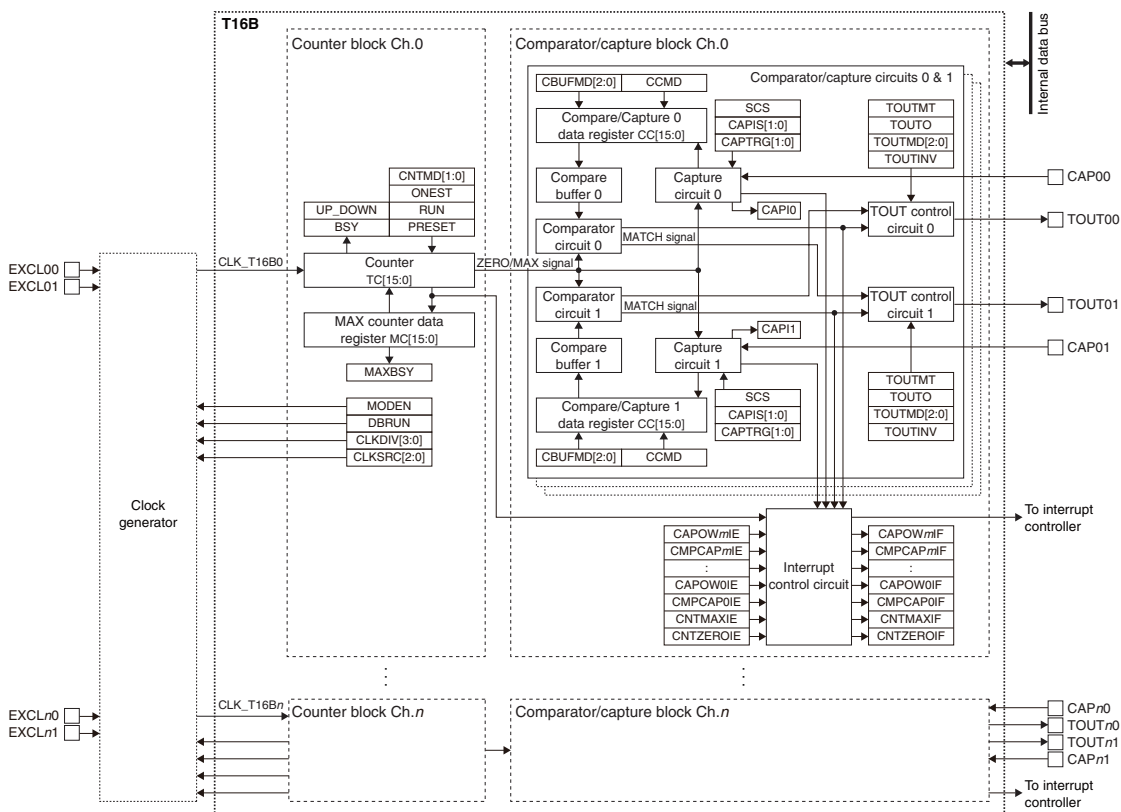 T16B
Counter block Ch.0
Comparator/capture block Ch.0
Internal data bus
Comparator/capture circuits 0 & 1
CBUFMD[2:0]
CCMD
Compare/Capture 0
data register CC[15:0]
SCS
CAPIS[1:0]
CAPTRG[1:0]
TOUTMT
TOUTO
TOUTMD[2:0]
TOUTINV
Compare
buffer 0
Capture
circuit 0
CAPI0
CAP00
CNTMD[1:0]
ONEST
UP_DOWN
RUN
BSY
PRESET
Comparator
circuit 0
MATCH signal
TOUT control
circuit 0
TOUT00
EXCL00
EXCL01
CLK_T16B0
Counter
TC[15:0]
ZERO/MAX signal
Comparator
circuit 1
MATCH signal
TOUT control
circuit 1
TOUT01
MAX counter data
register MC[15:0]
MAXBSY
Compare
buffer 1
Capture
circuit 1
CAPI1
CAP01
MODEN
DBRUN
CLKDIV[3:0]
CLKSRC[2:0]
Compare/Capture 1
data register CC[15:0]
CBUFMD[2:0]
CCMD
SCS
CAPIS[1:0]
CAPTRG[1:0]
TOUTMT
TOUTO
TOUTMD[2:0]
TOUTINV
Clock
generator
To interrupt
controller
CAPOWmIE
CMPCAPmIE
:
CAPOW0IE
CMPCAP0IE
CNTMAXIE
CNTZEROIE
Interrupt
control circuit
CAPOWmIF
CMPCAPmIF
:
CAPOW0IF
CMPCAP0IF
CNTMAXIF
CNTZEROIF
EXCLn0
EXCLn1
CLK_T16Bn
Counter block Ch.n
Comparator/capture block Ch.n
CAPn0
TOUTn0
TOUTn1
CAPn1
To interrupt
controller